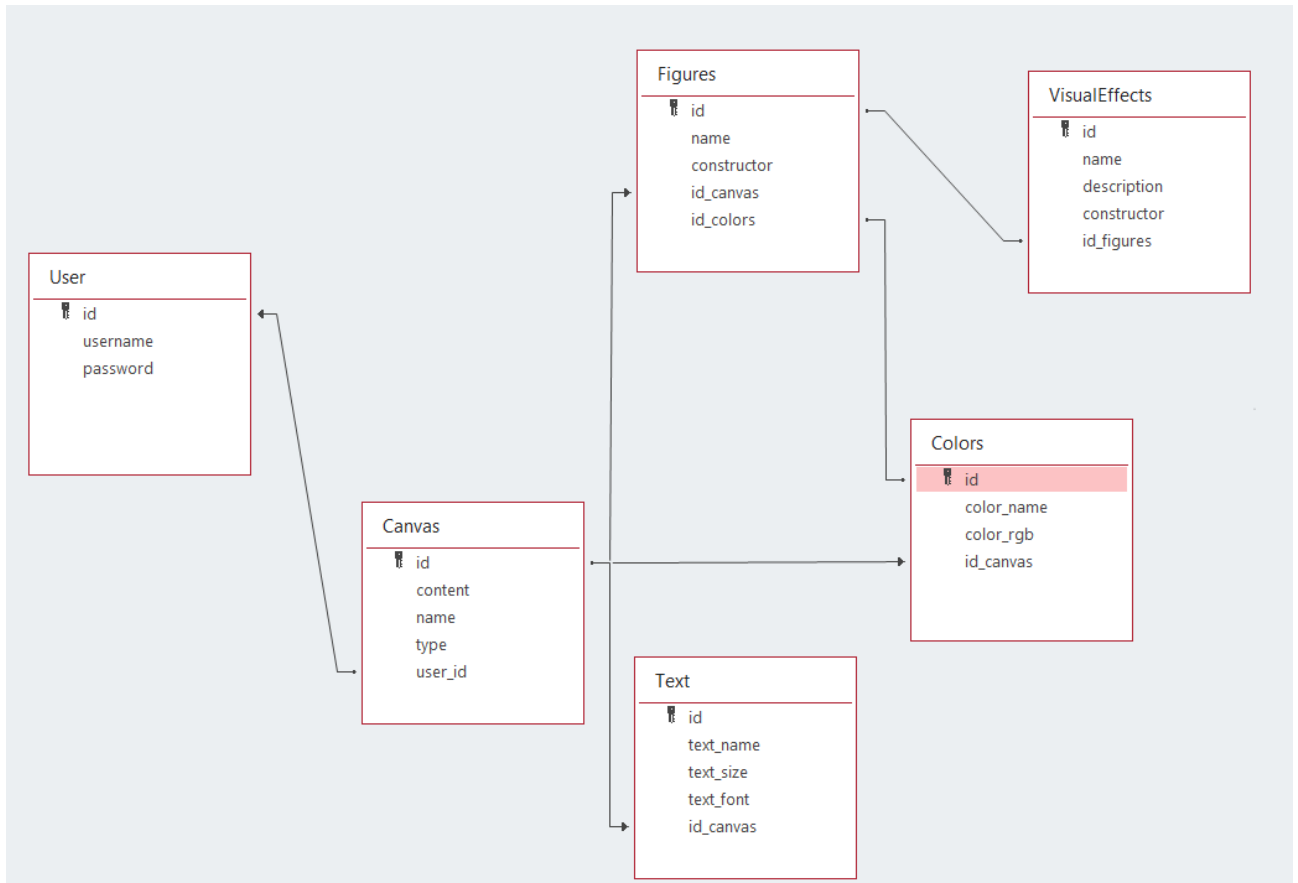 Figures
id
name
constructor
id_canvas
id_colors
VisualEffects
id
name
description
constructor
id_figures
User
id
username
password
Colors
id
color_name
color_rgb
id_canvas
Canvas
id
content
name
type
user_id
Text
id
text_name
text_size
text_font
id_canvas